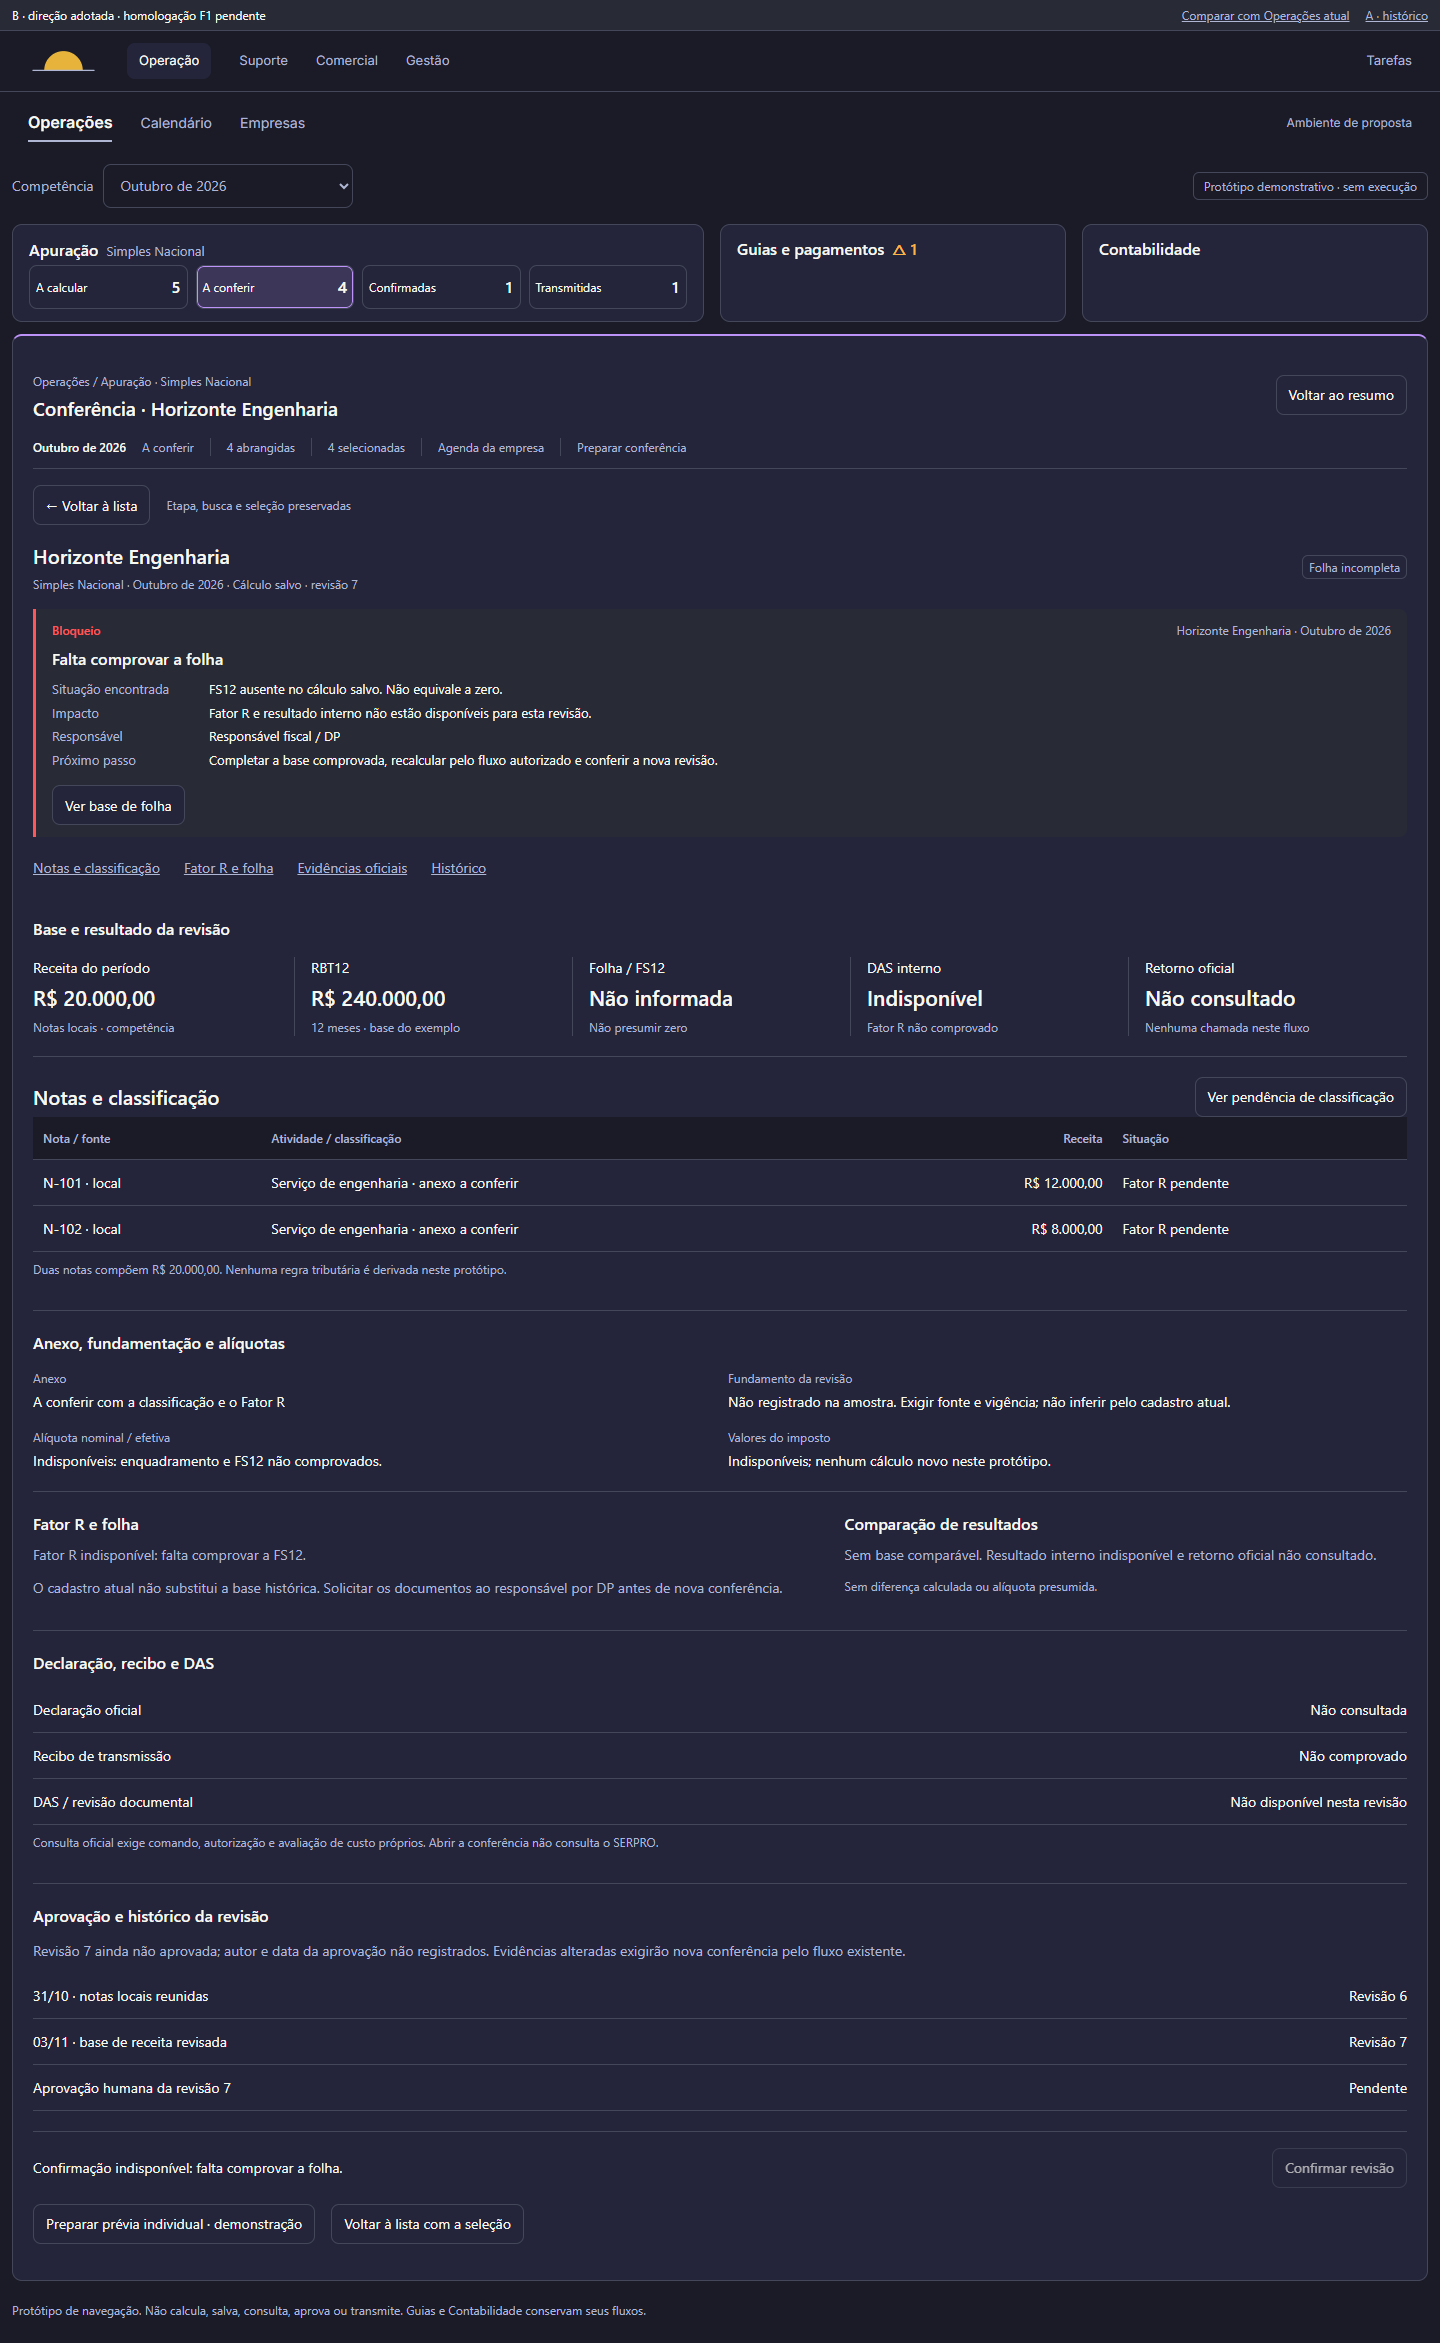 B · direção adotada · homologação F1 pendente
Comparar com Operações atual
A · histórico
Operação
Suporte
Comercial
Gestão
Tarefas
Operações
Calendário
Empresas
Ambiente de proposta
Competência
Outubro de 2026
Protótipo demonstrativo · sem execução
Apuração Simples Nacional
A calcular 5
A conferir 4
Confirmadas 1
Transmitidas 1
Guias e pagamentos △ 1
Contabilidade
Operações / Apuração · Simples Nacional
Conferência · Horizonte Engenharia
Voltar ao resumo
Outubro de 2026
A conferir
4 abrangidas
4 selecionadas
Agenda da empresa
Preparar conferência
← Voltar à lista
Etapa, busca e seleção preservadas
Horizonte Engenharia
Simples Nacional · Outubro de 2026 · Cálculo salvo · revisão 7
Folha incompleta
Bloqueio
Horizonte Engenharia · Outubro de 2026
Falta comprovar a folha
Situação encontrada FS12 ausente no cálculo salvo. Não equivale a zero.
Impacto Fator R e resultado interno não estão disponíveis para esta revisão.
Responsável Responsável fiscal / DP
Próximo passo Completar a base comprovada, recalcular pelo fluxo autorizado e conferir a nova revisão.
Ver base de folha
Notas e classificação
Fator R e folha
Evidências oficiais
Histórico
Base e resultado da revisão
Receita do período
R$ 20.000,00
Notas locais · competência
RBT12
R$ 240.000,00
12 meses · base do exemplo
Folha / FS12
Não informada
Não presumir zero
DAS interno
Indisponível
Fator R não comprovado
Retorno oficial
Não consultado
Nenhuma chamada neste fluxo
Notas e classificação
Ver pendência de classificação
Nota / fonte Atividade / classificação Receita Situação
N-101 · local Serviço de engenharia · anexo a conferir R$ 12.000,00 Fator R pendente
N-102 · local Serviço de engenharia · anexo a conferir R$ 8.000,00 Fator R pendente
Duas notas compõem R$ 20.000,00. Nenhuma regra tributária é derivada neste protótipo.
Anexo, fundamentação e alíquotas
Anexo
A conferir com a classificação e o Fator R
Fundamento da revisão
Não registrado na amostra. Exigir fonte e vigência; não inferir pelo cadastro atual.
Alíquota nominal / efetiva
Indisponíveis: enquadramento e FS12 não comprovados.
Valores do imposto
Indisponíveis; nenhum cálculo novo neste protótipo.
Fator R e folha
Fator R indisponível: falta comprovar a FS12.
O cadastro atual não substitui a base histórica. Solicitar os documentos ao responsável por DP antes de nova conferência.
Comparação de resultados
Sem base comparável. Resultado interno indisponível e retorno oficial não consultado.
Sem diferença calculada ou alíquota presumida.
Declaração, recibo e DAS
Declaração oficial Não consultada
Recibo de transmissão Não comprovado
DAS / revisão documental Não disponível nesta revisão
Consulta oficial exige comando, autorização e avaliação de custo próprios. Abrir a conferência não consulta o SERPRO.
Aprovação e histórico da revisão
Revisão 7 ainda não aprovada; autor e data da aprovação não registrados. Evidências alteradas exigirão nova conferência pelo fluxo existente.
31/10 · notas locais reunidas Revisão 6
03/11 · base de receita revisada Revisão 7
Aprovação humana da revisão 7 Pendente
Confirmação indisponível: falta comprovar a folha.
Confirmar revisão
Preparar prévia individual · demonstração
Voltar à lista com a seleção
Protótipo de navegação. Não calcula, salva, consulta, aprova ou transmite. Guias e Contabilidade conservam seus fluxos.